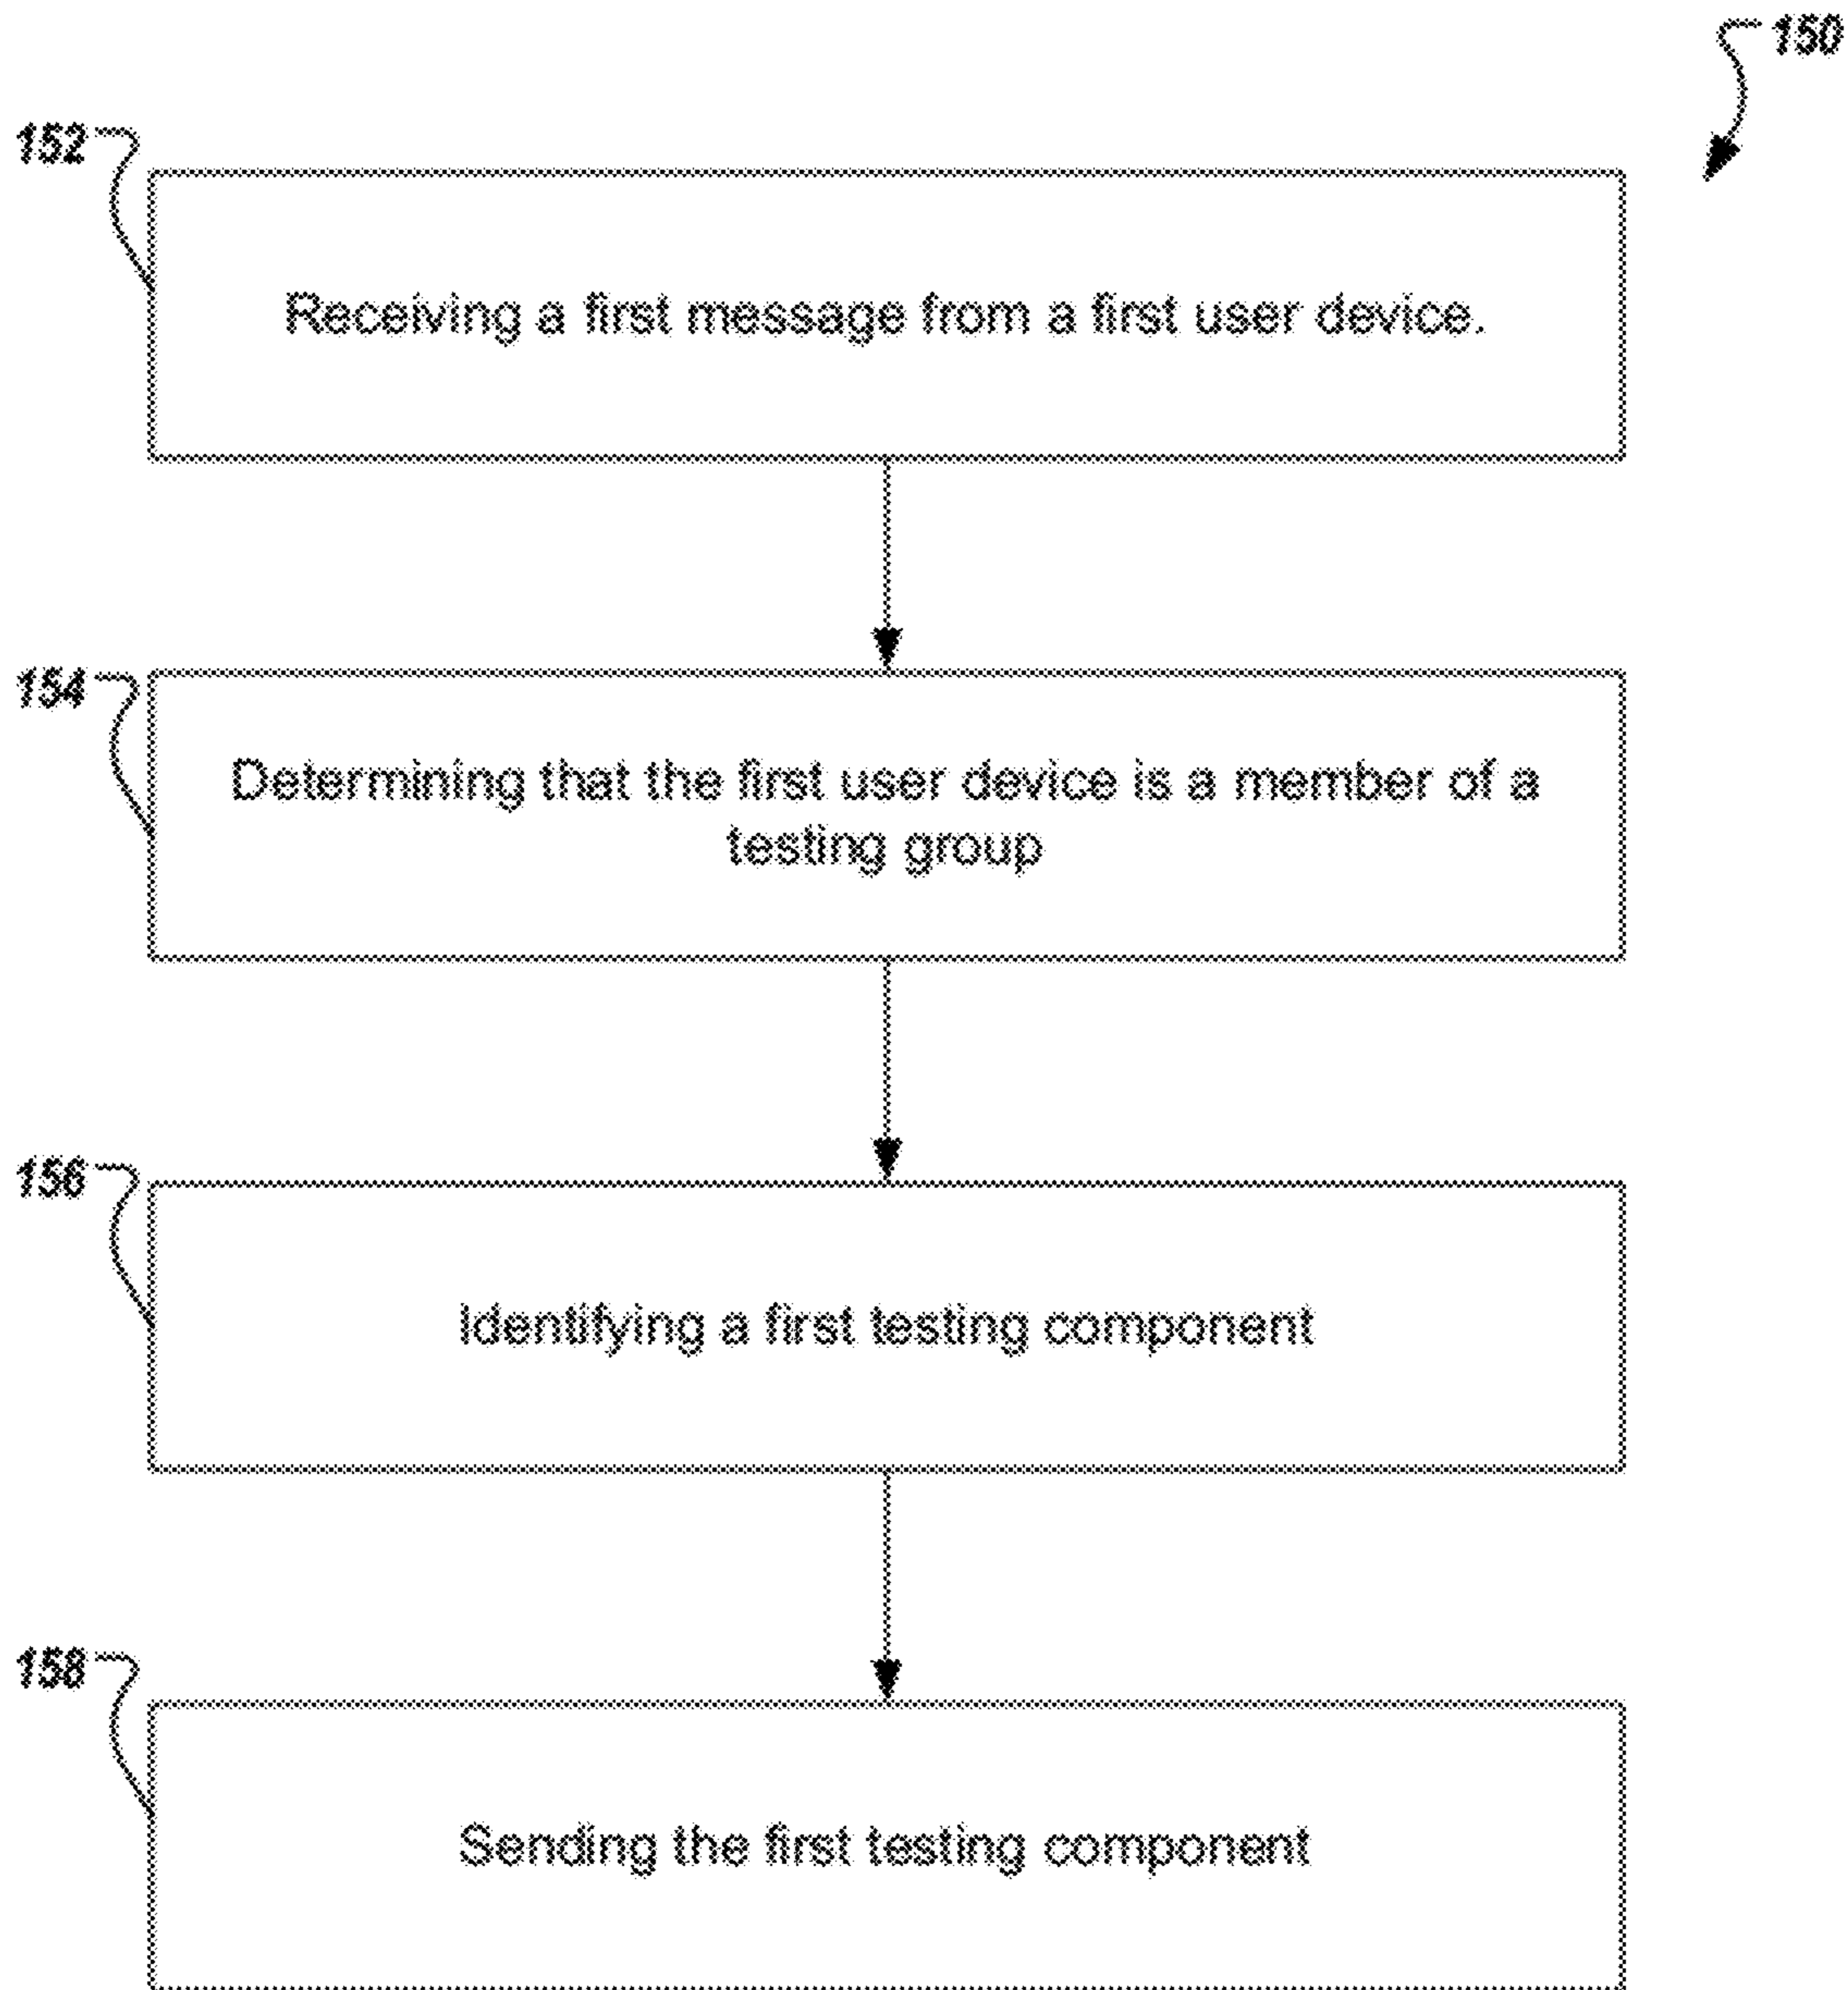 150
152
Receiving a first message from a first user device.
154
Determining that the first user device is a member of a
testing group
156
Identifying a first testing component
158
Sending the first testing component